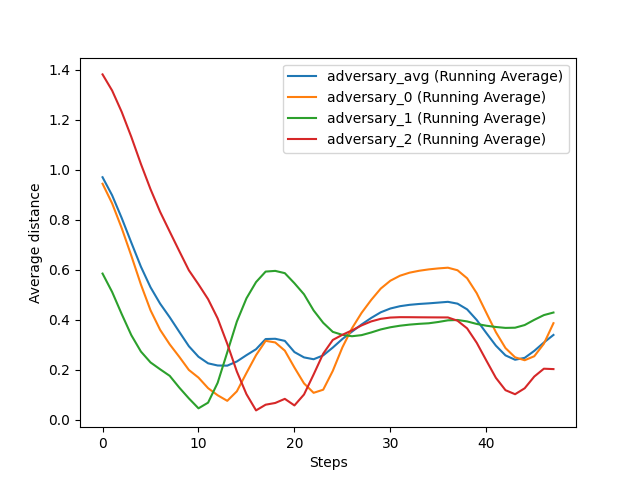 adversary_avg (Running Average)
adversary_0 (Running Average)
adversary_1 (Running Average)
adversary_2 (Running Average)
Average distance
1.4
1.2
1.0
0.8
0.6
0.4
0.2
0.0
0
10
20
30
40
Steps